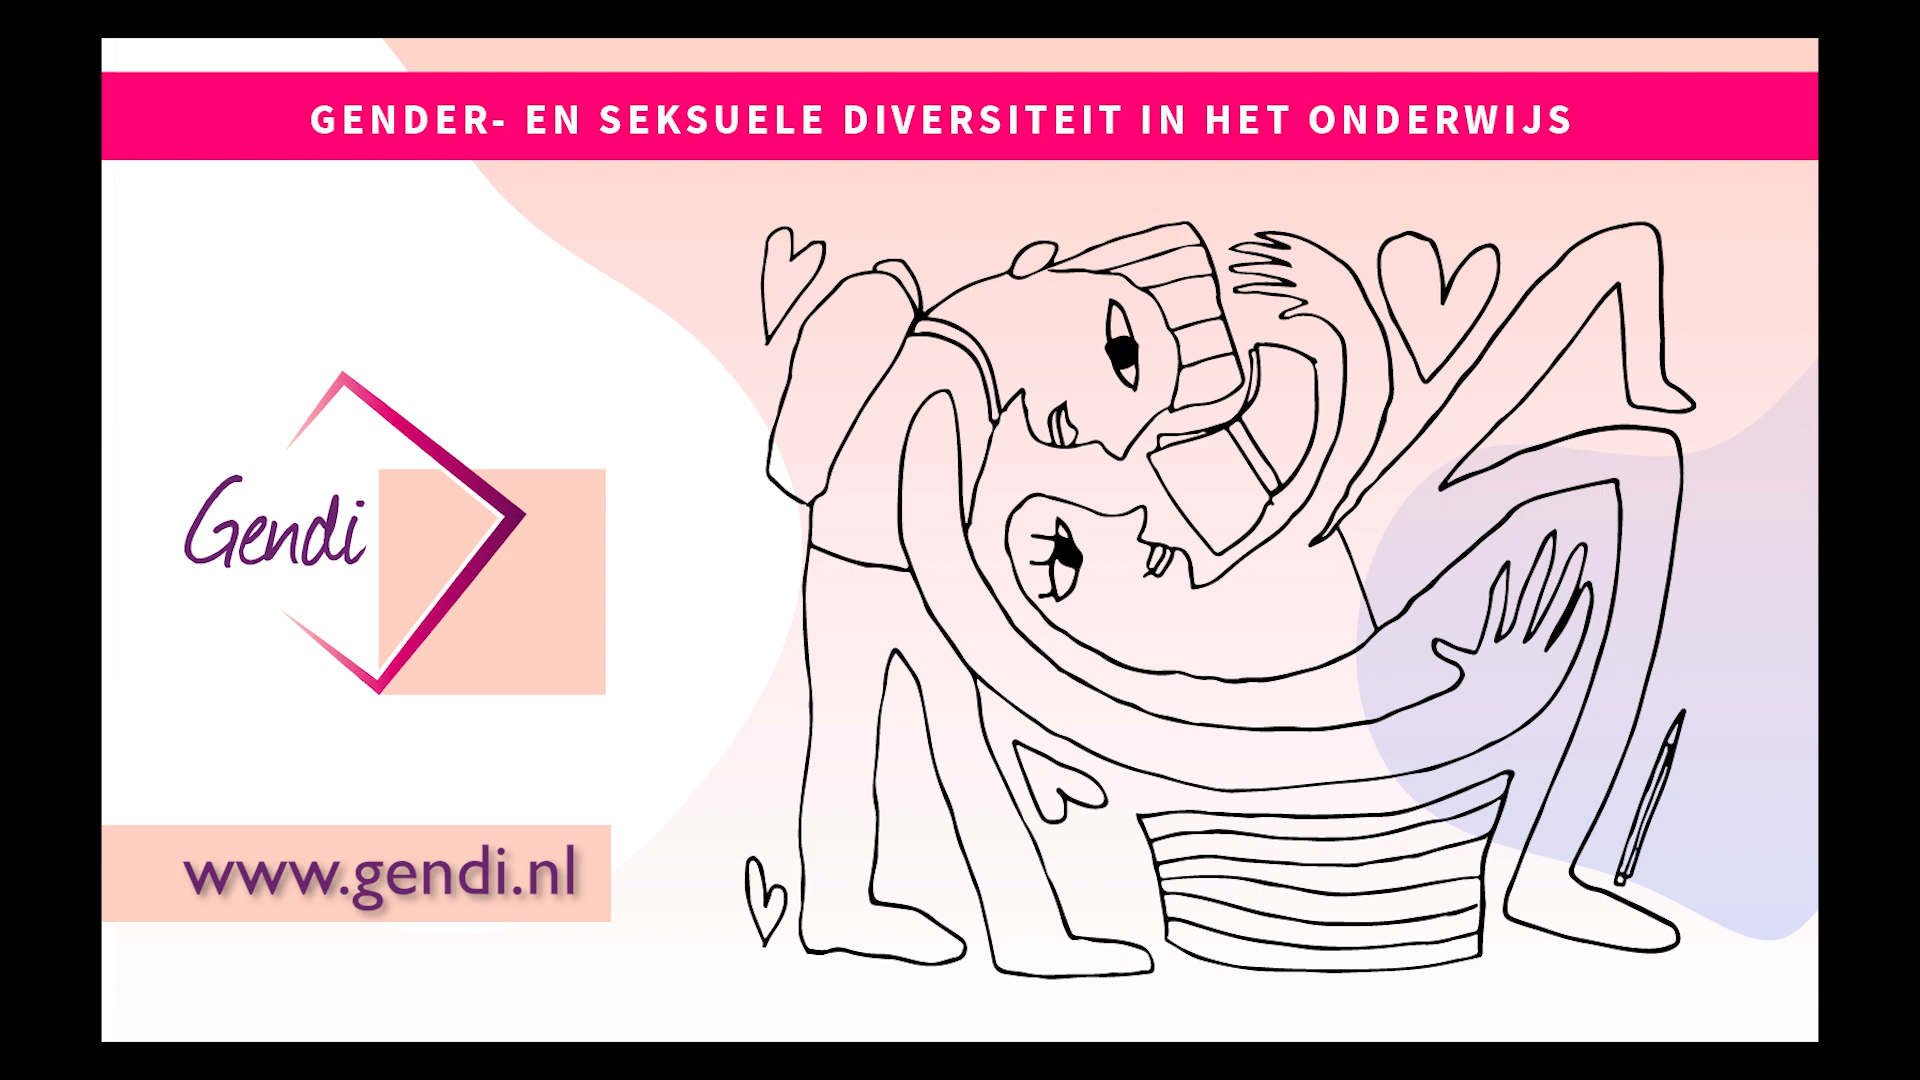 GENDER- EN SEKSUELE DIVERSITEIT IN HET ONDERWIJS
Gendi
www.gendi.nl